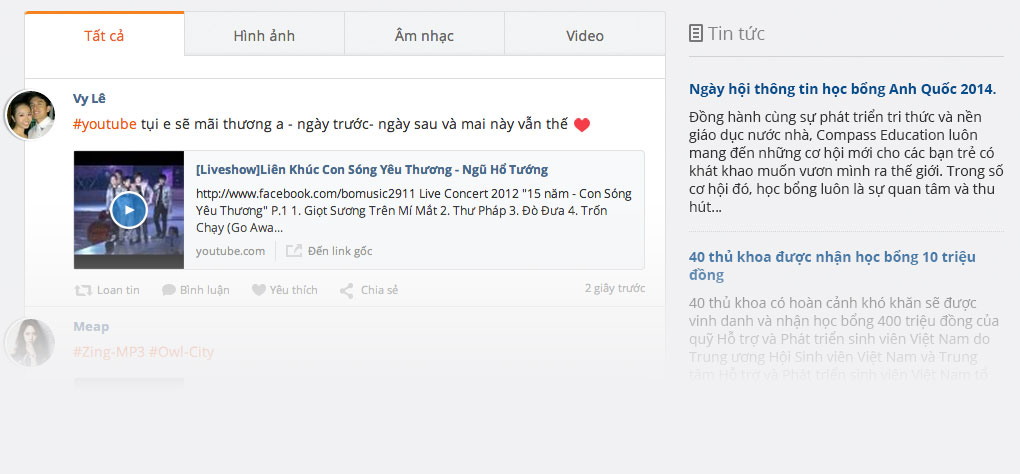 Tất cả
Hình ảnh
Âm nhạc
Video
Vy Lê
#youtube tụi e sẽ mãi thương a - ngày trước- ngày sau và mai này vẫn thế
[Liveshow]Liên Khúc Con Sóng Yêu Thương - Ngũ Hổ Tướng
http://www.facebook.com/bomusic2911 Live Concert 2012 "15 năm - Con Sóng
Yêu Thương" P.1 1. Giọt Sương Trên Mí Mắt 2. Thư Pháp 3. Đò Đưa 4. Trốn
Chạy (Go Awa...
youtube.com
Đến link gốc
Loan tin
Bình luận
Yêu thích
Chia sẻ
2 giây trước
Meap
#Zing-MP3 #Owl-City
Tin tức
Ngày hội thông tin học bổng Anh Quốc 2014.
Đồng hành cùng sự phát triển tri thức và nền
giáo dục nước nhà, Compass Education luôn
mang đến những cơ hội mới cho các bạn trẻ có
khát khao muốn vươn mình ra thế giới. Trong số
cơ hội đó, học bổng luôn là sự quan tâm và thu
hút...
40 thủ khoa được nhận học bổng 10 triệu
đồng
40 thủ khoa có hoàn cảnh khó khăn sẽ được
vinh danh và nhận học bổng 400 triệu đồng của
quỹ Hỗ trợ và Phát triển sinh viên Việt Nam do
Trung ương Hội Sinh viên Việt Nam và Trung
tâm Hỗ trợ và Phát triển sinh viên Việt Nam tổ